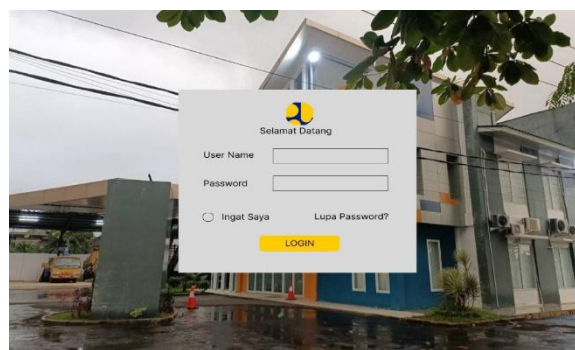 Selamat Datang
User Name
Password
Ingat Saya Lupa Password?
LOGIN